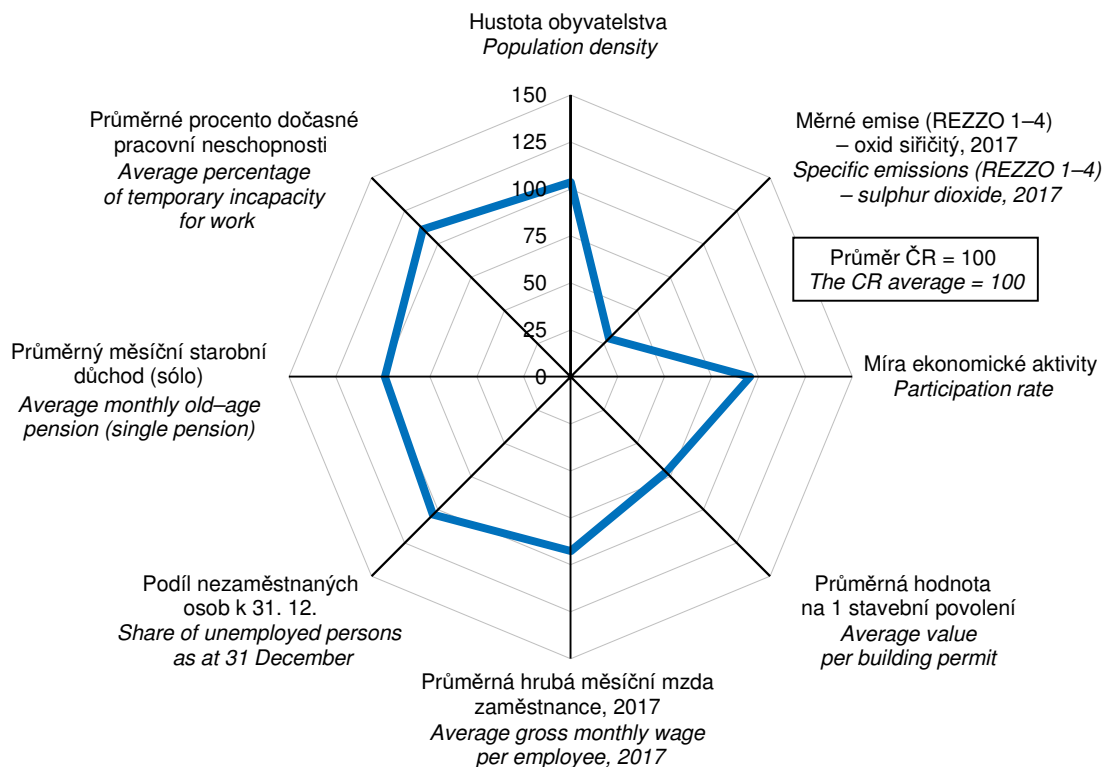 Hustota obyvatelstva
Population density
Měrné emise (REZZO 1–4)
– oxid siřičitý, 2017
Specific emissions (REZZO 1–4)
– sulphur dioxide, 2017
Průměr ČR = 100
The CR average = 100
Míra ekonomické aktivity
Participation rate
Průměrná hodnota
na 1 stavební povolení
Average value
per building permit
Průměrná hrubá měsíční mzda
zaměstnance, 2017
Average gross monthly wage
per employee, 2017
Podíl nezaměstnaných
osob k 31. 12.
Share of unemployed persons
as at 31 December
Průměrný měsíční starobní
důchod (sólo)
Average monthly old–age
pension (single pension)
Průměrné procento dočasné
pracovní neschopnosti
Average percentage
of temporary incapacity
for work
150
125
100
75
50
25
0